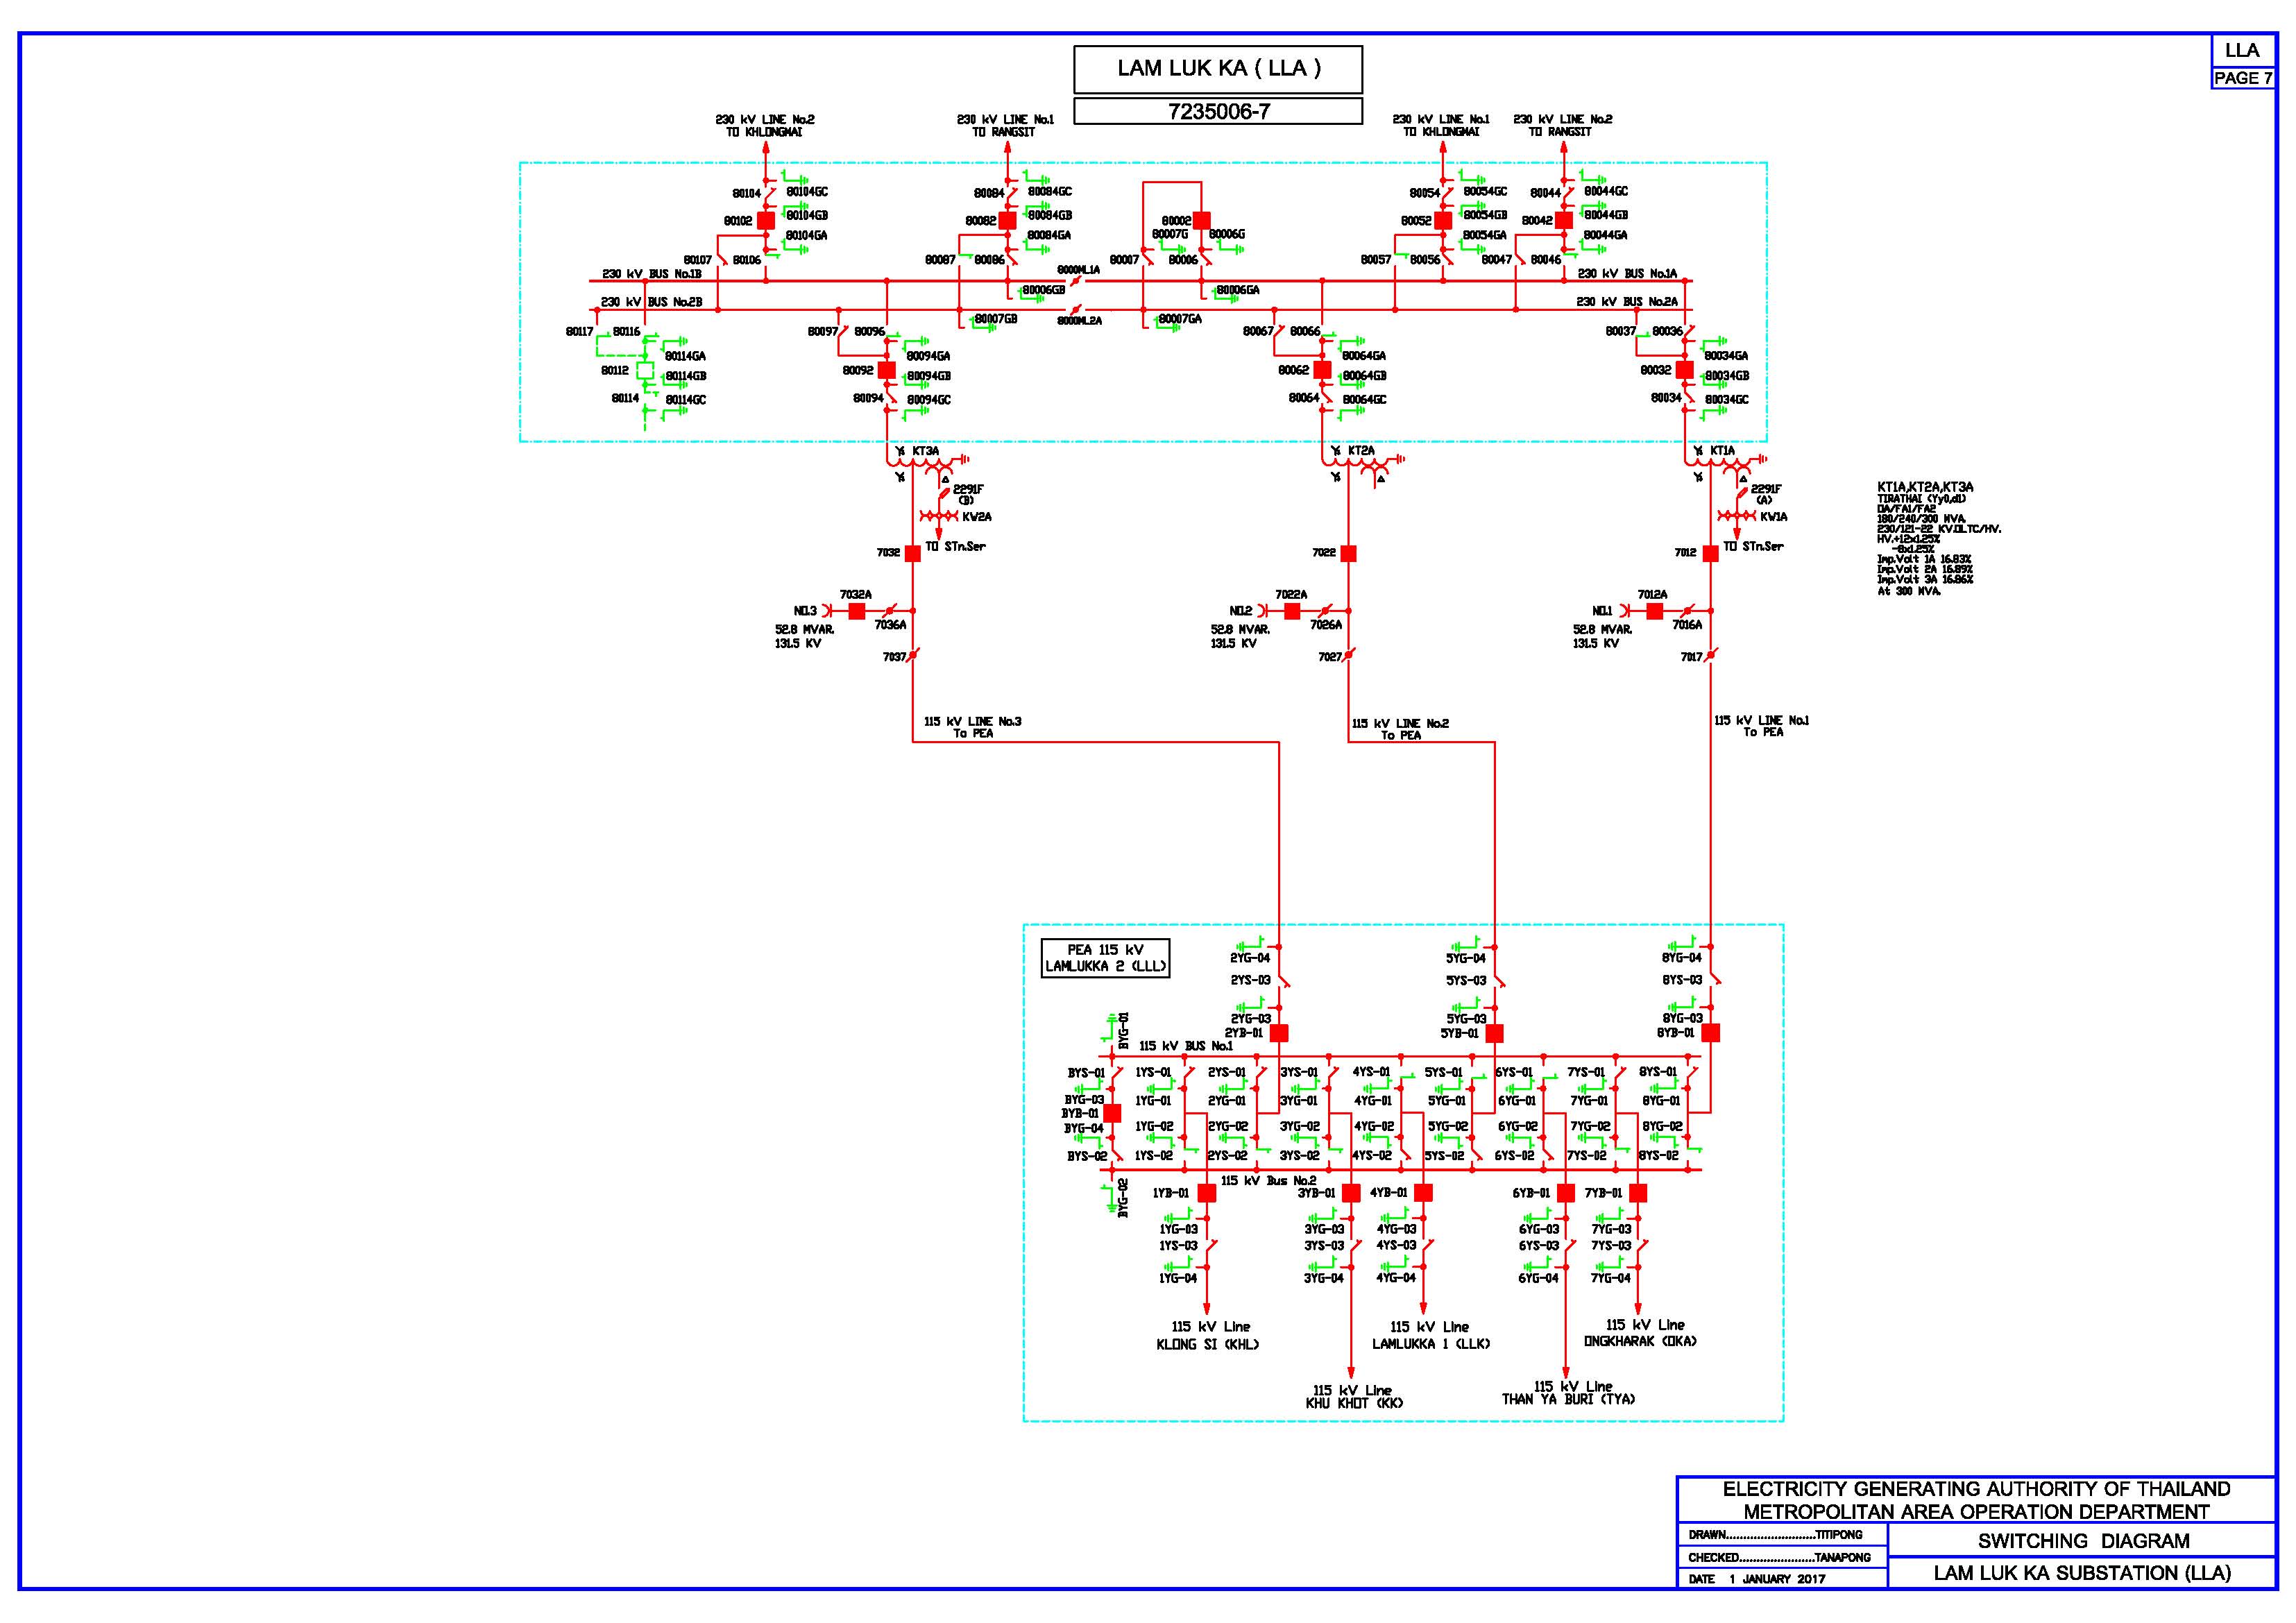 LLA
PAGE 7
LAM LUK KA ( LLA )
7235006-7
230 kV LINE No.2
TO KHLONGMAI
230 kV LINE No.1
TO RANGSIT
230 kV LINE No.1
TO KHLONGMAI
230 kV LINE No.2
TO RANGSIT
80104 80104GC
80104GB
80102
80104GA
80107 80106
80084 80084GC
80084GB
80082
80084GA
80087 80086
80002
80007G 80006G
80007 80006
80054 80054GC
80054GB
80052
80054GA
80057 80056
80044 80044GC
80044GB
80042
80044GA
80047 80046
230 kV BUS No.1B
8000ML1A
230 kV BUS No.1A
80006GB
80006GA
230 kV BUS No.2B
8000ML2A
230 kV BUS No.2A
80007GB
80007GA
80117 80116
80114GA
80112
80114GB
80114
80114GC
80097 80096
80094GA
80092
80094GB
80094
80094GC
80067 80066
80064GA
80062
80064GB
80064
80064GC
80037 80036
80034GA
80032
80034GB
80034
80034GC
KT3A
2291F
(B)
KW2A
TO STn.Ser
KT2A
KT1A
2291F
(A)
KW1A
TO STn.Ser
KT1A,KT2A,KT3A
TIRATHAI (Yy0,d1)
OA/FA1/FA2
180/240/300 MVA.
230/121-22 KV.OLTC/HV.
HV.+12x1.25%
-8x1.25%
Imp.Volt 1A 16.83%
Imp.Volt 2A 16.89%
Imp.Volt 3A 16.86%
At 300 MVA.
7032
7022
7012
7032A
NO.3
7036A
52.8 MVAR.
131.5 KV
7037
7022A
NO.2
7026A
52.8 MVAR.
131.5 KV
7027
7012A
NO.1
7016A
52.8 MVAR.
131.5 KV
7017
115 kV LINE No.3
To PEA
115 kV LINE No.2
To PEA
115 kV LINE No.1
To PEA
PEA 115 kV
LAMLUKKA 2 (LLL)
2YG-04
2YS-03
2YG-03
2YB-01
5YG-04
5YS-03
5YG-03
5YB-01
8YG-04
8YS-03
8YG-03
8YB-01
BYG-01
115 kV BUS No.1
BYS-01 1YS-01 2YS-01 3YS-01 4YS-01 5YS-01 6YS-01 7YS-01 8YS-01
BYG-03 1YG-01 2YG-01 3YG-01 4YG-01 5YG-01 6YG-01 7YG-01 8YG-01
BYB-01
BYG-04 1YG-02 2YG-02 3YG-02 4YG-02 5YG-02 6YG-02 7YG-02 8YG-02
BYS-02 1YS-02 2YS-02 3YS-02 4YS-02 5YS-02 6YS-02 7YS-02 8YS-02
115 kV Bus No.2
BYG-02
1YB-01 3YB-01 4YB-01 6YB-01 7YB-01
1YG-03 3YG-03 4YG-03 6YG-03 7YG-03
1YS-03 3YS-03 4YS-03 6YS-03 7YS-03
1YG-04 3YG-04 4YG-04 6YG-04 7YG-04
115 kV Line
KLONG SI (KHL)
115 kV Line
LAMLUKKA 1 (LLK)
115 kV Line
ONGKHARAK (OKA)
115 kV Line
KHU KHOT (KK)
115 kV Line
THAN YA BURI (TYA)
ELECTRICITY GENERATING AUTHORITY OF THAILAND
METROPOLITAN AREA OPERATION DEPARTMENT
DRAWN..........................TITIPONG
CHECKED......................TANAPONG
DATE 1 JANUARY 2017
SWITCHING DIAGRAM
LAM LUK KA SUBSTATION (LLA)